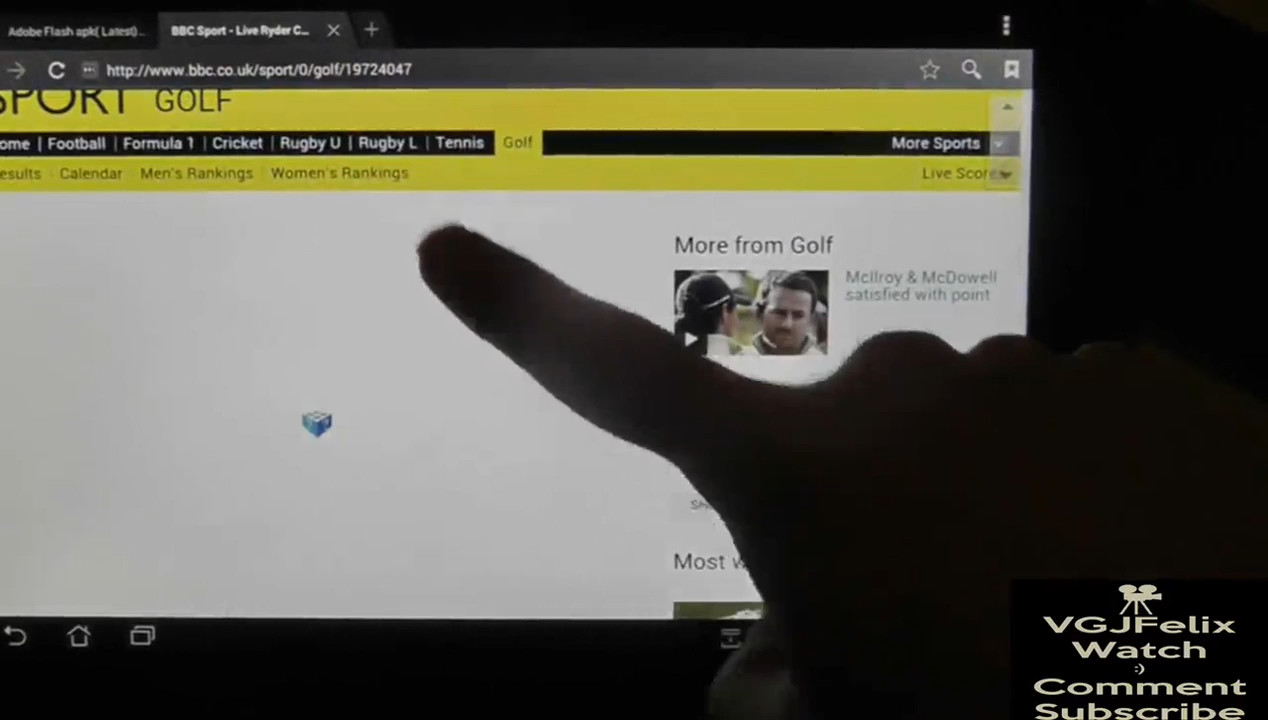 Adobe Flash apk( Latest)...
BBC Sport - Live Ryder C...
http://www.bbc.co.uk/sport/0/golf/19724047
SPORT GOLF
ome | Football | Formula 1 | Cricket | Rugby U | Rugby L | Tennis Golf More Sports
esults Calendar Men's Rankings Women's Rankings Live Score
More from Golf
McIlroy & McDowell
satisfied with point
Most w
VGJFelix
Watch
:)
Comment
Subscribe